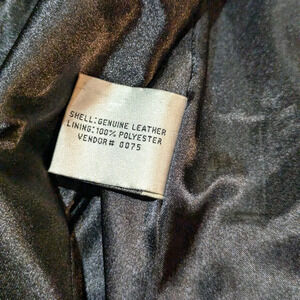 SHELL:GENUINE LEATHER
LINING:100% POLYESTER
VENDOR# 0075